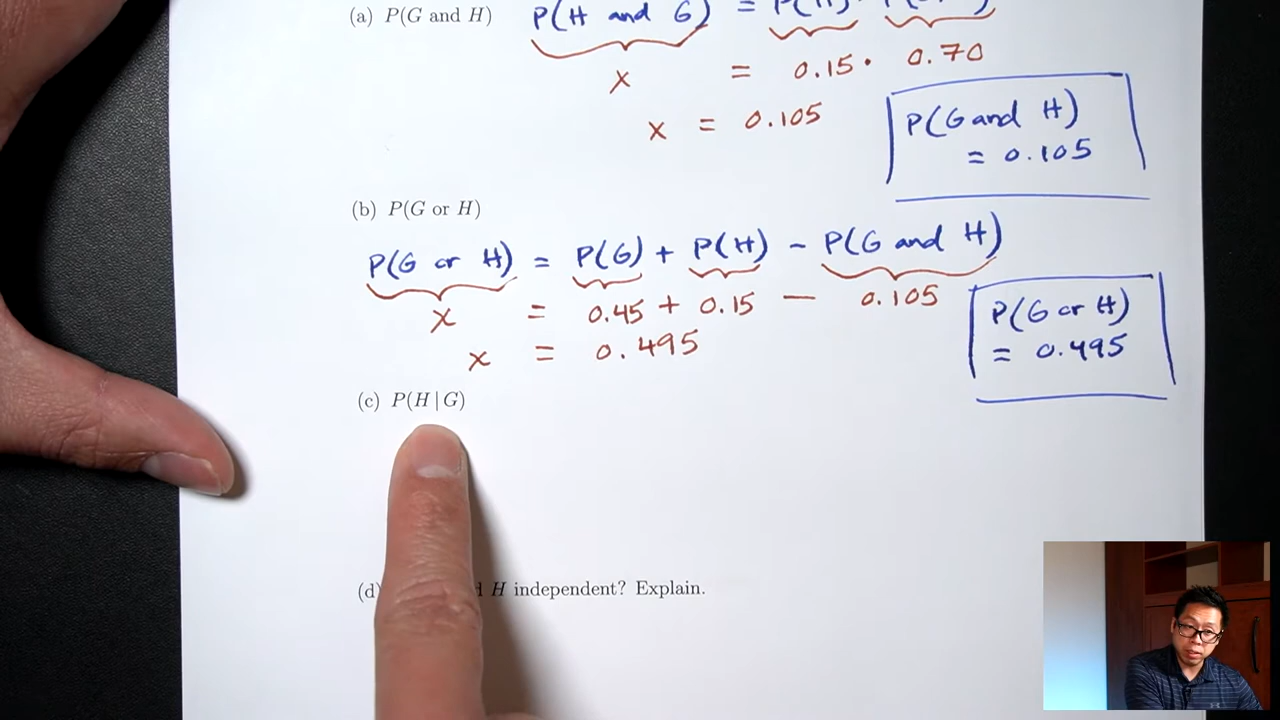 (a) P(G and H) P(H and G) =
x = 0.15 · 0.70
x = 0.105
P(G and H)
= 0.105
(b) P(G or H)
P(G or H) = P(G) + P(H) − P(G and H)
x = 0.45 + 0.15 — 0.105
x = 0.495
P(G or H)
= 0.495
(c) P(H | G)
(d) H independent? Explain.